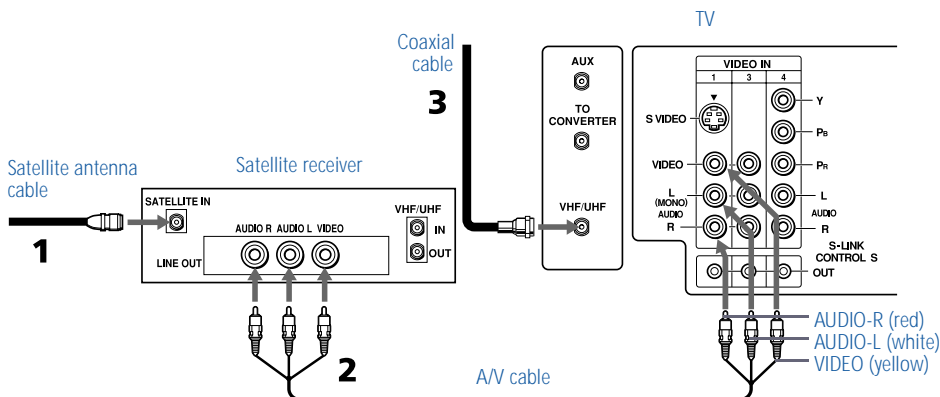 TV
Coaxial
cable
3
AUX
TO
CONVERTER
VHF/UHF
VIDEO IN
1 3 4
S VIDEO
Y
PB
VIDEO
PR
L
(MONO)
AUDIO
R
L
AUDIO
R
S-LINK
CONTROL S
OUT
Satellite antenna
cable
1
Satellite receiver
SATELLITE IN
AUDIO R AUDIO L VIDEO
LINE OUT
VHF/UHF
IN
OUT
2
A/V cable
AUDIO-R (red)
AUDIO-L (white)
VIDEO (yellow)